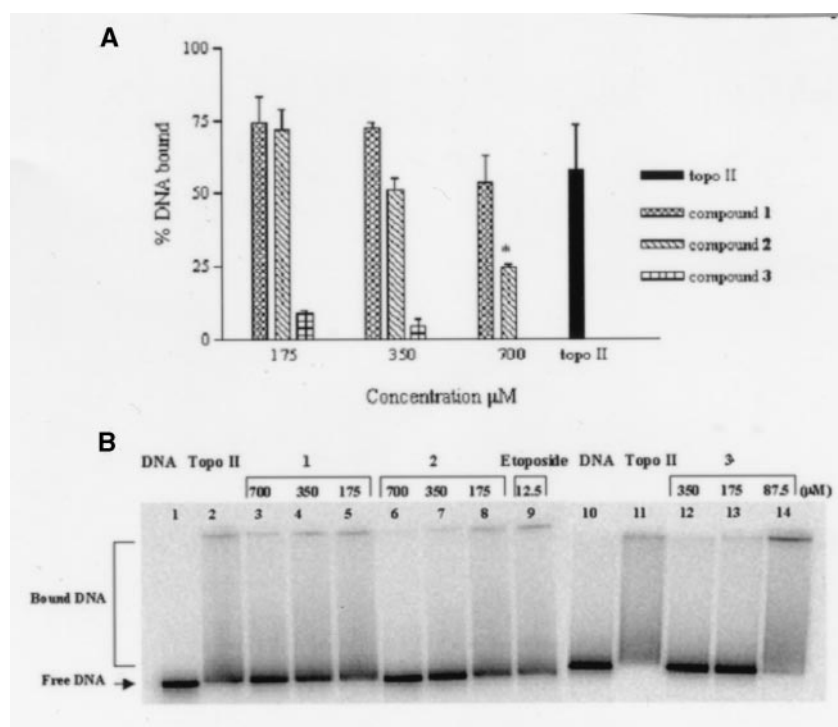 A
100
75
50
25
0
% DNA bound
175 350 700 topo II
Concentration µM
topo II
compound 1
compound 2
*
compound 3
B
DNA Topo II 1 2 Etoposide DNA Topo II 3
700 350 175 700 350 175 12.5 350 175 87.5 (µM)
1 2 3 4 5 6 7 8 9 10 11 12 13 14
Bound DNA
Free DNA